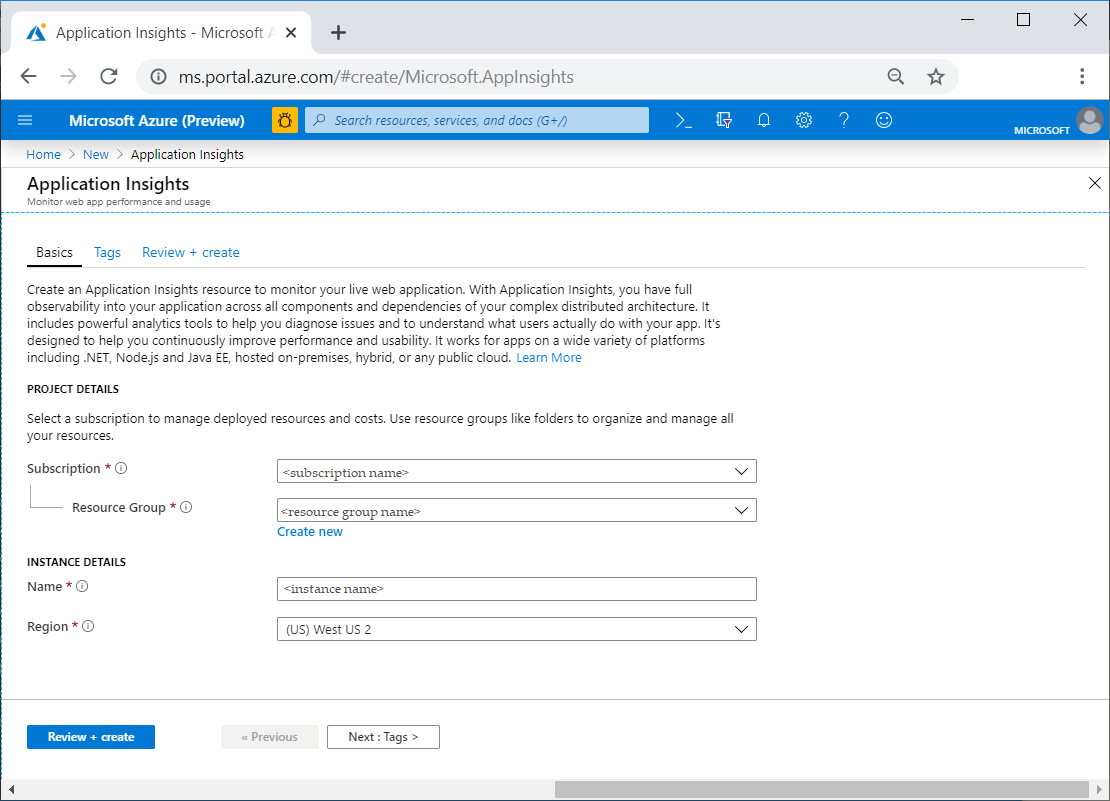 Application Insights - Microsoft A
ms.portal.azure.com/#create/Microsoft.AppInsights
Microsoft Azure (Preview)
Search resources, services, and docs (G+/)
MICROSOFT
Home > New > Application Insights
Application Insights
Monitor web app performance and usage
Basics Tags Review + create
Create an Application Insights resource to monitor your live web application. With Application Insights, you have full
observability into your application across all components and dependencies of your complex distributed architecture. It
includes powerful analytics tools to help you diagnose issues and to understand what users actually do with your app. It's
designed to help you continuously improve performance and usability. It works for apps on a wide variety of platforms
including .NET, Node.js and Java EE, hosted on-premises, hybrid, or any public cloud. Learn More
PROJECT DETAILS
Select a subscription to manage deployed resources and costs. Use resource groups like folders to organize and manage all
your resources.
Subscription * <subscription name>
Resource Group * <resource group name>
Create new
INSTANCE DETAILS
Name * <instance name>
Region * (US) West US 2
Review + create « Previous Next : Tags >